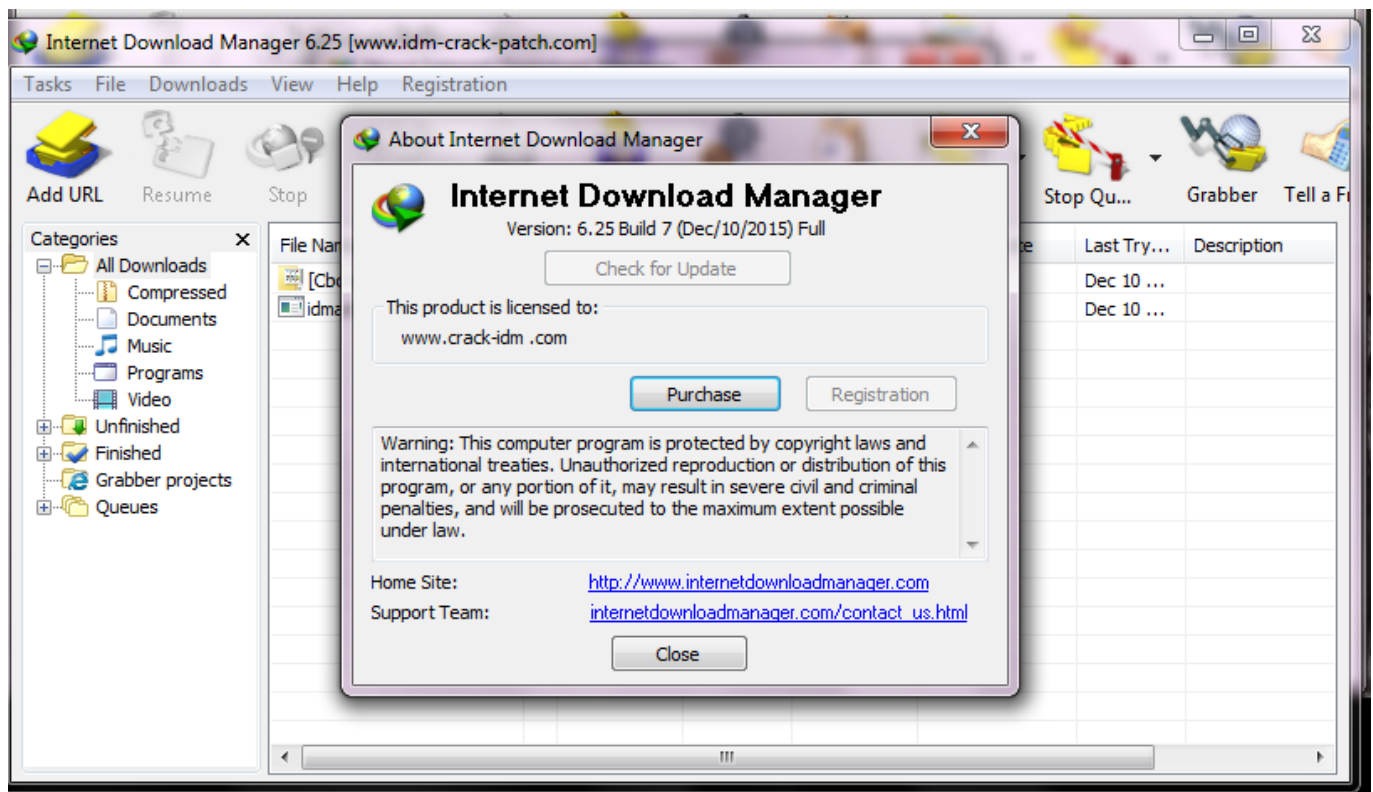 Internet Download Manager 6.25 [www.idm-crack-patch.com]
Tasks File Downloads View Help Registration
Add URL Resume Stop Stop Qu... Grabber Tell a Fr
Categories
All Downloads
Compressed
Documents
Music
Programs
Video
Unfinished
Finished
Grabber projects
Queues
File Nam Last Try... Description
Dec 10 ...
idma Dec 10 ...
About Internet Download Manager
Internet Download Manager
Version: 6.25 Build 7 (Dec/10/2015) Full
Check for Update
This product is licensed to:
www.crack-idm .com
Purchase Registration
Warning: This computer program is protected by copyright laws and
international treaties. Unauthorized reproduction or distribution of this
program, or any portion of it, may result in severe civil and criminal
penalties, and will be prosecuted to the maximum extent possible
under law.
Home Site: http://www.internetdownloadmanager.com
Support Team: internetdownloadmanager.com/contact_us.html
Close